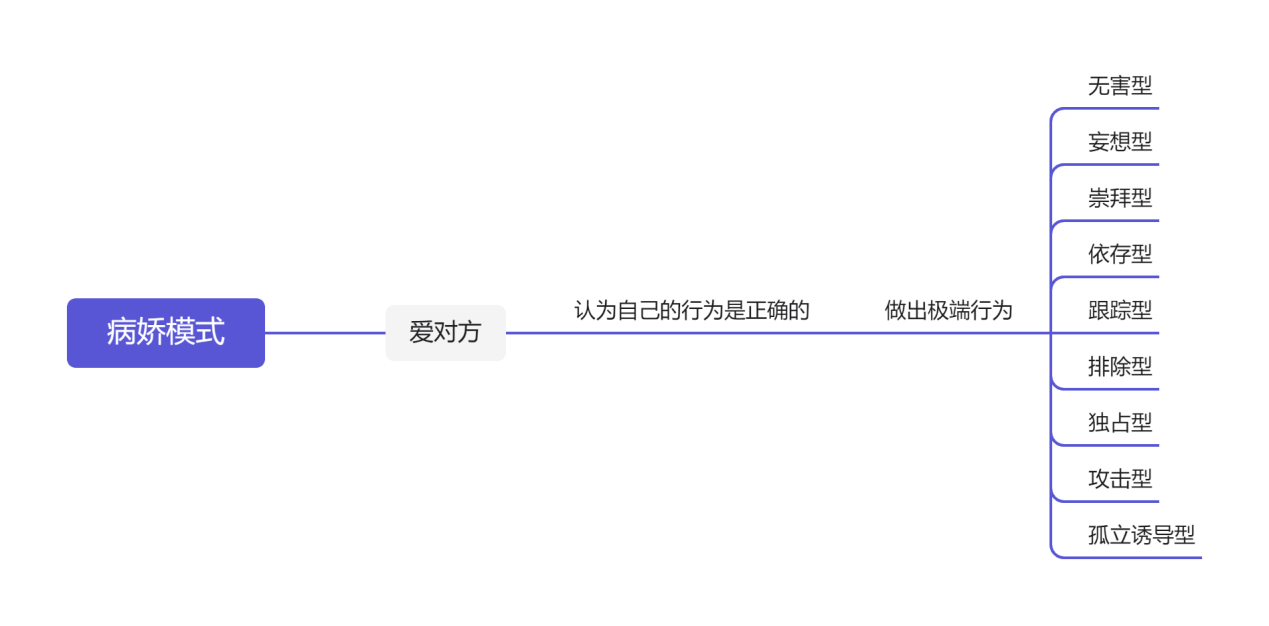 病娇模式
爱对方
认为自己的行为是正确的
做出极端行为
无害型
妄想型
崇拜型
依存型
跟踪型
排除型
独占型
攻击型
孤立诱导型